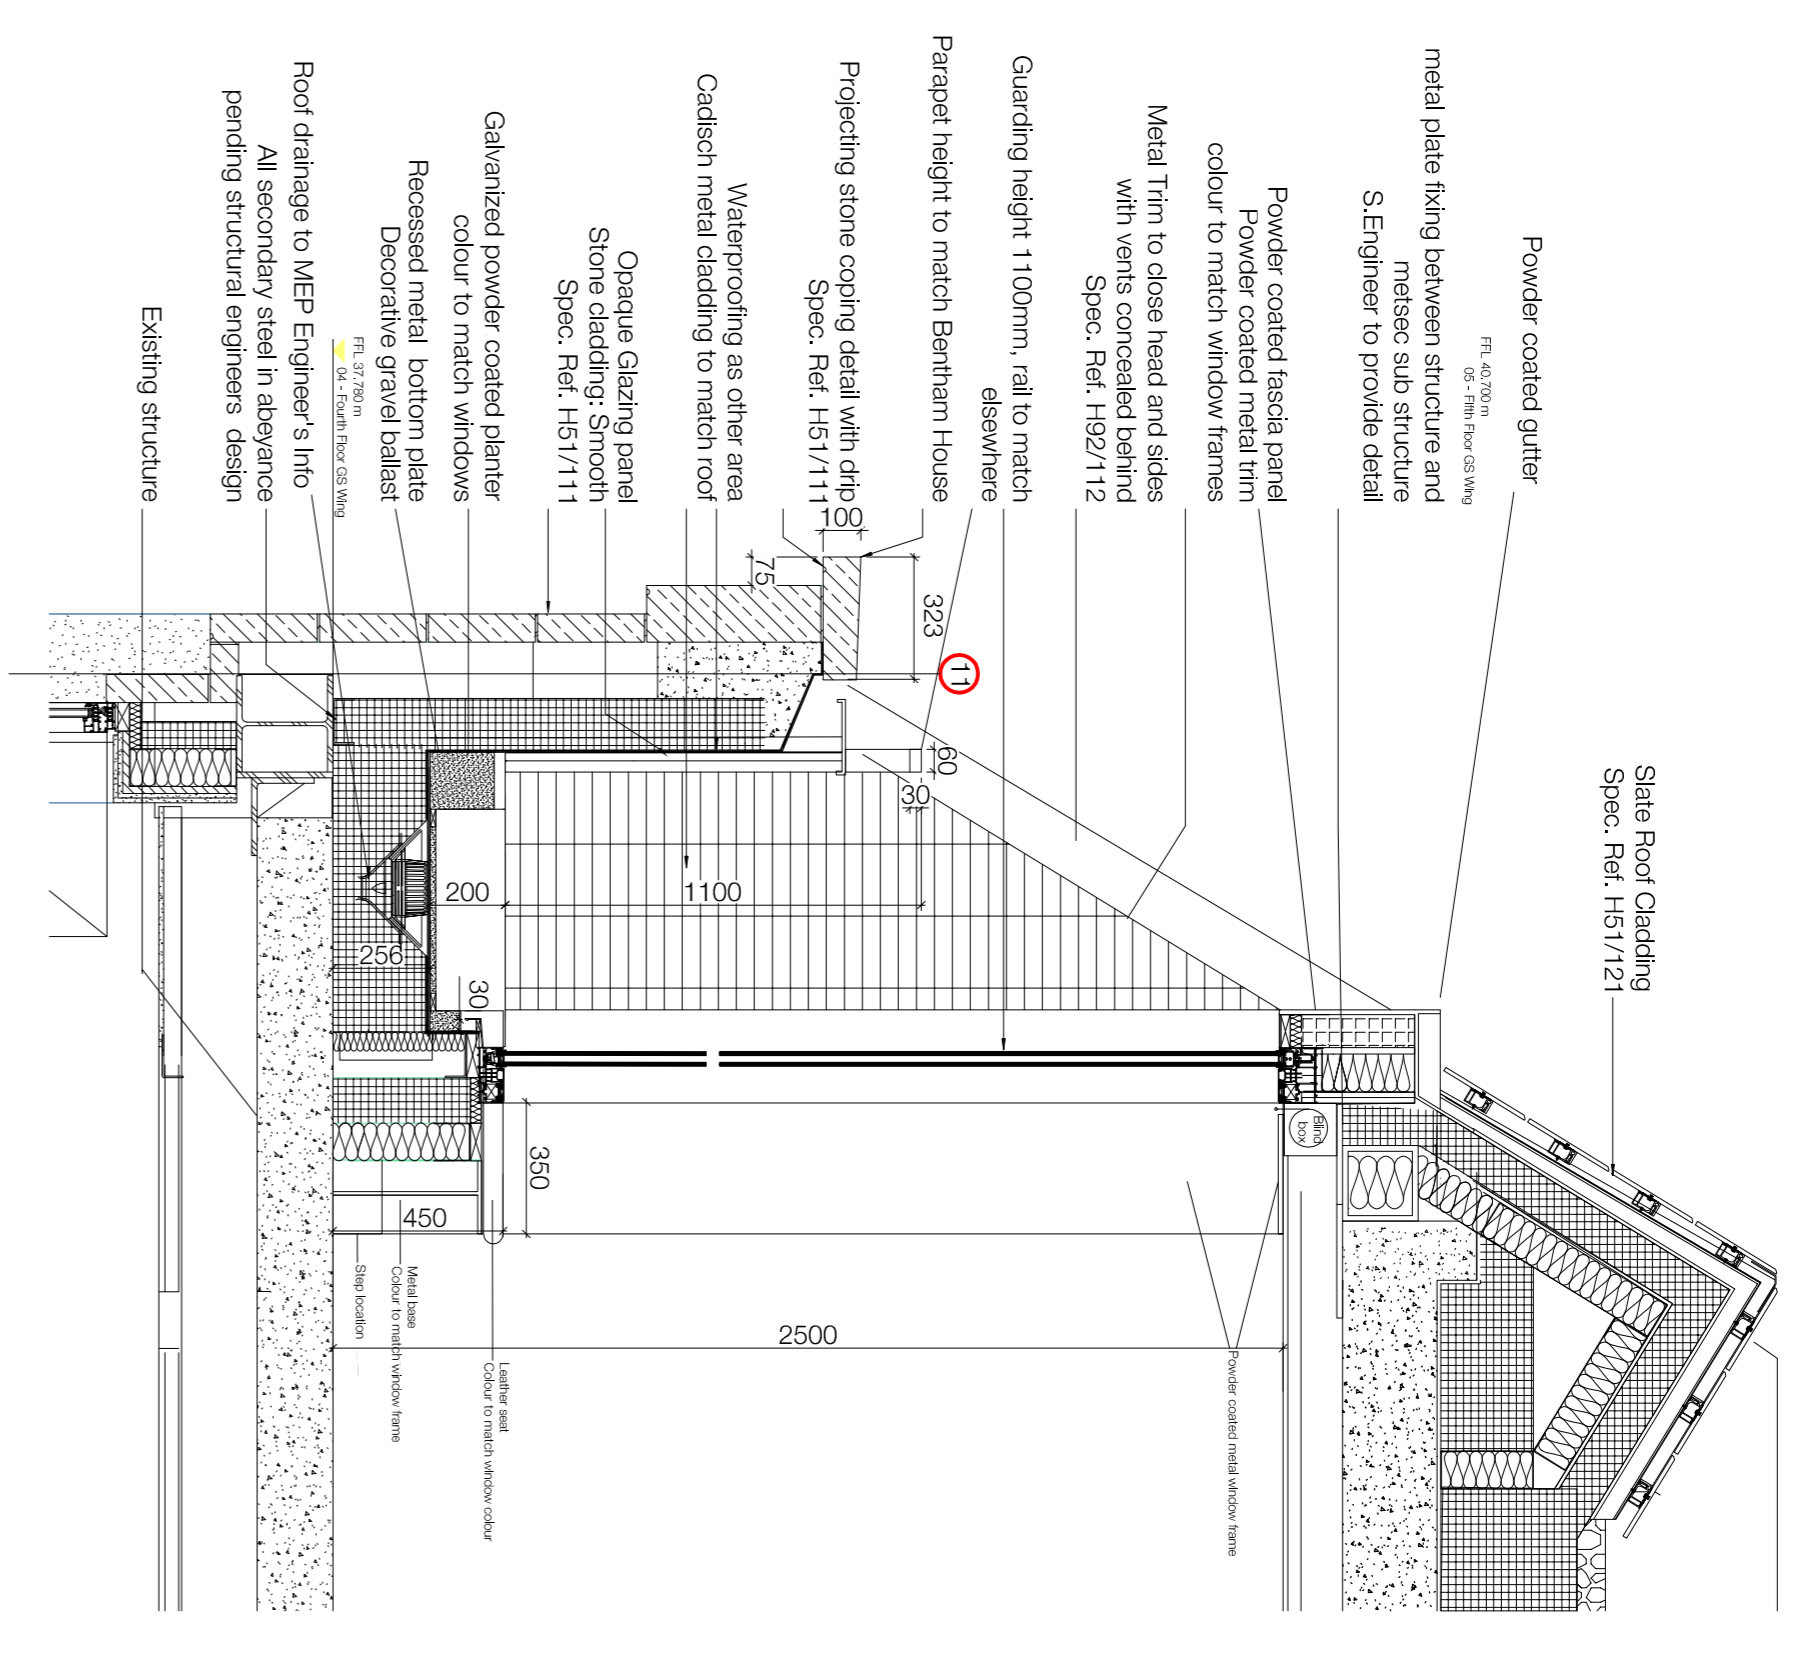 Powder coated gutter
FFL 40.700 m
05 - Fifth Floor GS Wing
metal plate fixing between structure and
metsec sub structure
S.Engineer to provide detail
Powder coated fascia panel
Powder coated metal trim
colour to match window frames
Metal Trim to close head and sides
with vents concealed behind
Spec. Ref. H92/112
Guarding height 1100mm, rail to match
elsewhere
Parapet height to match Bentham House
Projecting stone coping detail with drip
Spec. Ref. H51/111
Waterproofing as other area
Cadisch metal cladding to match roof
Opaque Glazing panel
Stone cladding: Smooth
Spec. Ref. H51/111
Galvanized powder coated planter
colour to match windows
Recessed metal bottom plate
Decorative gravel ballast
FFL 37.780 m
04 - Fourth Floor GS Wing
Roof drainage to MEP Engineer's Info
All secondary steel in abeyance
pending structural engineers design
Existing structure
Slate Roof Cladding
Spec. Ref. H51/121
100
75
323
11
60
30
200
1100
256
30
350
450
2500
Blind
box
Metal base
Colour to match window frame
Step location
Leather seat
Colour to match window colour
Powder coated metal window frame